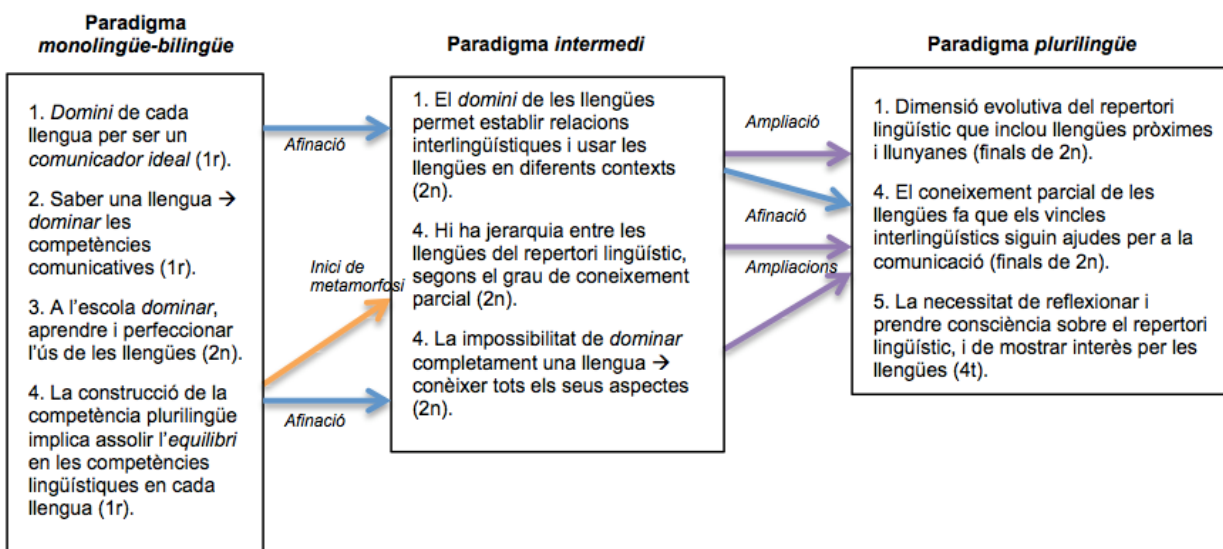 Paradigma
monolingüe-bilingüe
1. Domini de cada
llengua per ser un
comunicador ideal (1r).
2. Saber una llengua →
dominar les
competències
comunicatives (1r).
3. A l’escola dominar,
aprendre i perfeccionar
l’ús de les llengües (2n).
4. La construcció de la
competència plurilingüe
implica assolir l’equilibri
en les competències
lingüístiques en cada
llengua (1r).
Afinació
Inici de
metamorfosi
Afinació
Paradigma intermedi
1. El domini de les llengües
permet establir relacions
interlingüístiques i usar les
llengües en diferents contexts
(2n).
4. Hi ha jerarquia entre les
llengües del repertori lingüístic,
segons el grau de coneixement
parcial (2n).
4. La impossibilitat de dominar
completament una llengua →
conèixer tots els seus aspectes
(2n).
Ampliació
Afinació
Ampliacions
Paradigma plurilingüe
1. Dimensió evolutiva del repertori
lingüístic que inclou llengües pròximes
i llunyanes (finals de 2n).
4. El coneixement parcial de les
llengües fa que els vincles
interlingüístics siguin ajudes per a la
comunicació (finals de 2n).
5. La necessitat de reflexionar i
prendre consciència sobre el repertori
lingüístic, i de mostrar interès per les
llengües (4t).